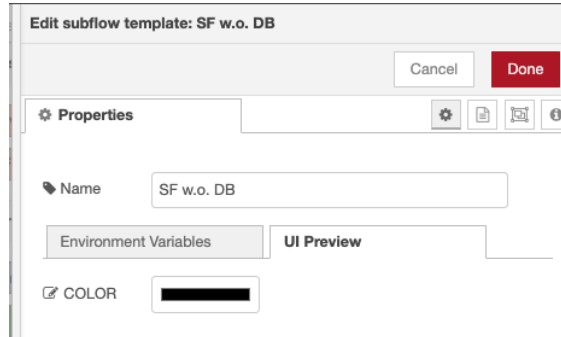 Edit subflow template: SF w.o. DB
Cancel
Done
Properties
Name
SF w.o. DB
Environment Variables
UI Preview
COLOR